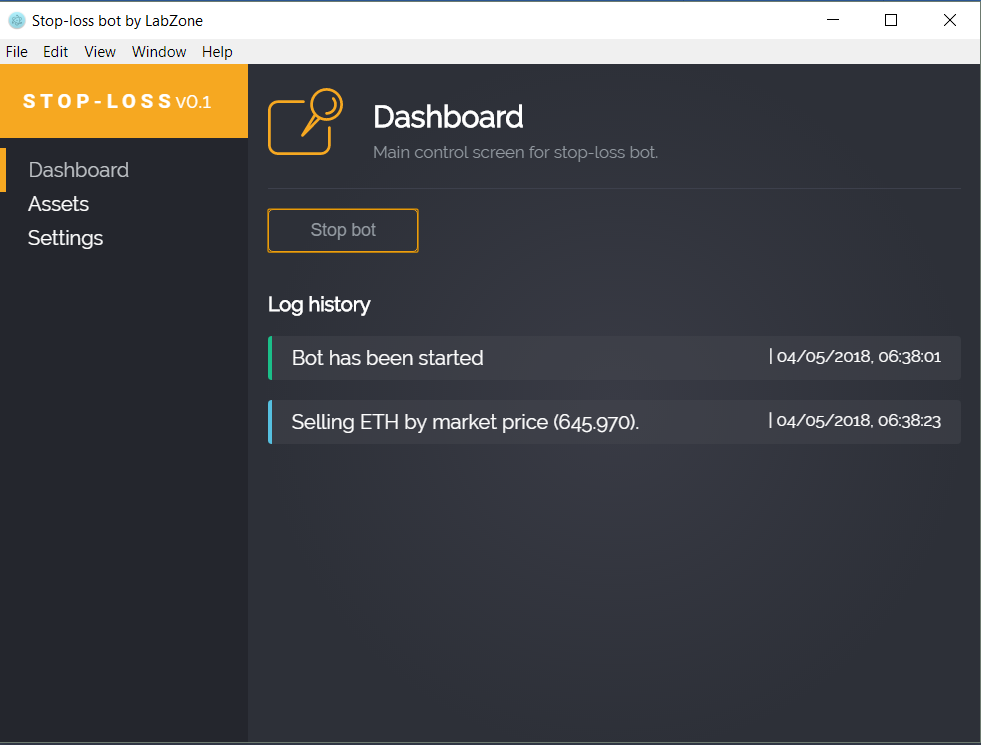 Stop-loss bot by LabZone
File Edit View Window Help
STOP-LOSS v0.1
Dashboard
Assets
Settings
Dashboard
Main control screen for stop-loss bot.
Stop bot
Log history
Bot has been started | 04/05/2018, 06:38:01
Selling ETH by market price (645.970). | 04/05/2018, 06:38:23